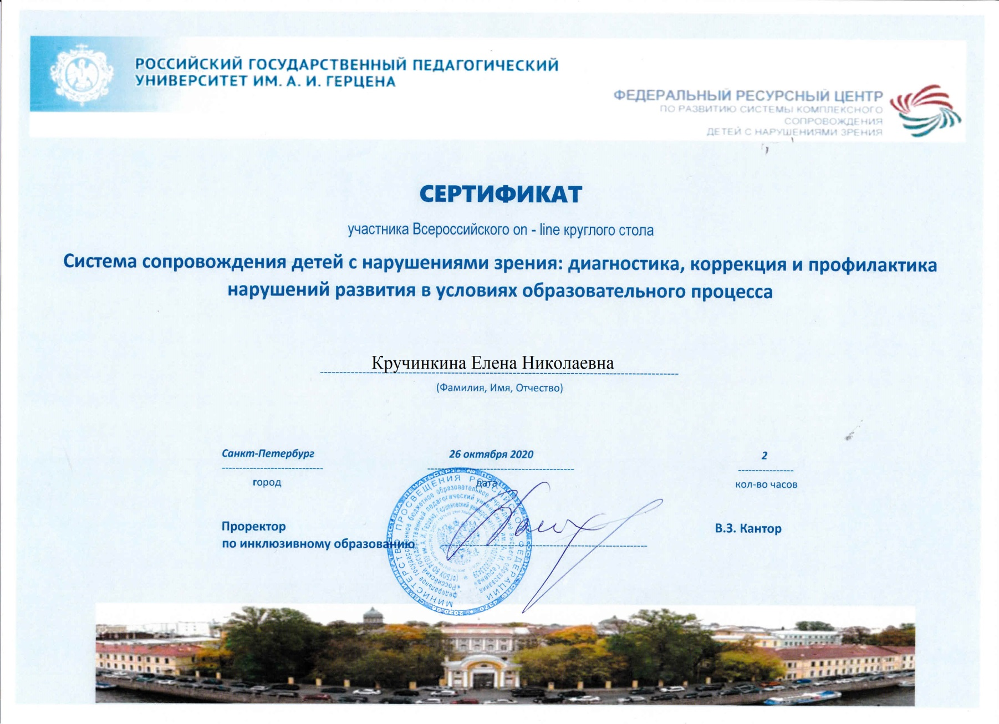 РОССИЙСКИЙ ГОСУДАРСТВЕННЫЙ ПЕДАГОГИЧЕСКИЙ
УНИВЕРСИТЕТ ИМ. А. И. ГЕРЦЕНА
ФЕДЕРАЛЬНЫЙ РЕСУРСНЫЙ ЦЕНТР
ПО РАЗВИТИЮ СИСТЕМЫ КОМПЛЕКСНОГО
СОПРОВОЖДЕНИЯ
ДЕТЕЙ С НАРУШЕНИЯМИ ЗРЕНИЯ
СЕРТИФИКАТ
участника Всероссийского on - line круглого стола
Система сопровождения детей с нарушениями зрения: диагностика, коррекция и профилактика
нарушений развития в условиях образовательного процесса
Кручинкина Елена Николаевна
(Фамилия, Имя, Отчество)
Санкт-Петербург
26 октября 2020
2
город
дата
кол-во часов
Проректор
по инклюзивному образованию
В.З. Кантор
МИНИСТЕРСТВО ПРОСВЕЩЕНИЯ РОССИЙСКОЙ ФЕДЕРАЦИИ